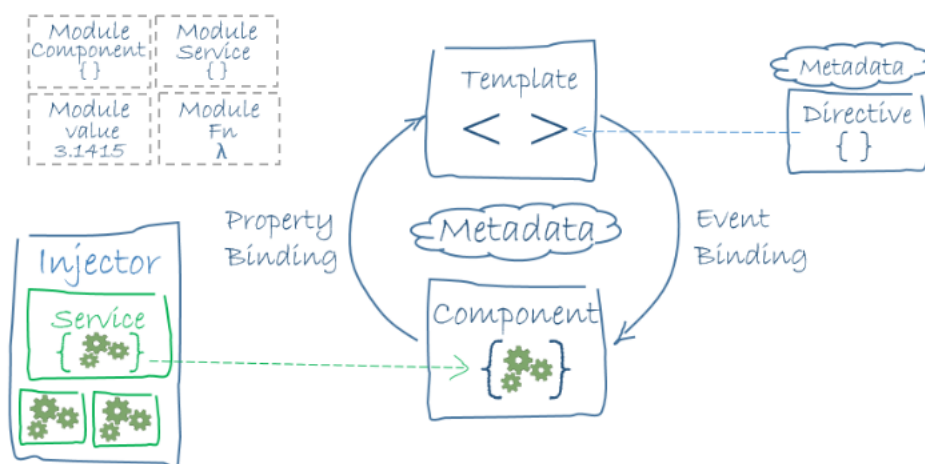 Module
Component
{ }
Module
Service
{ }
Module
value
3.1415
Module
Fn
λ
Template
< >
Metadata
Directive
{ }
Property
Binding
Metadata
Event
Binding
Injector
Service
{ }
Component
{ }